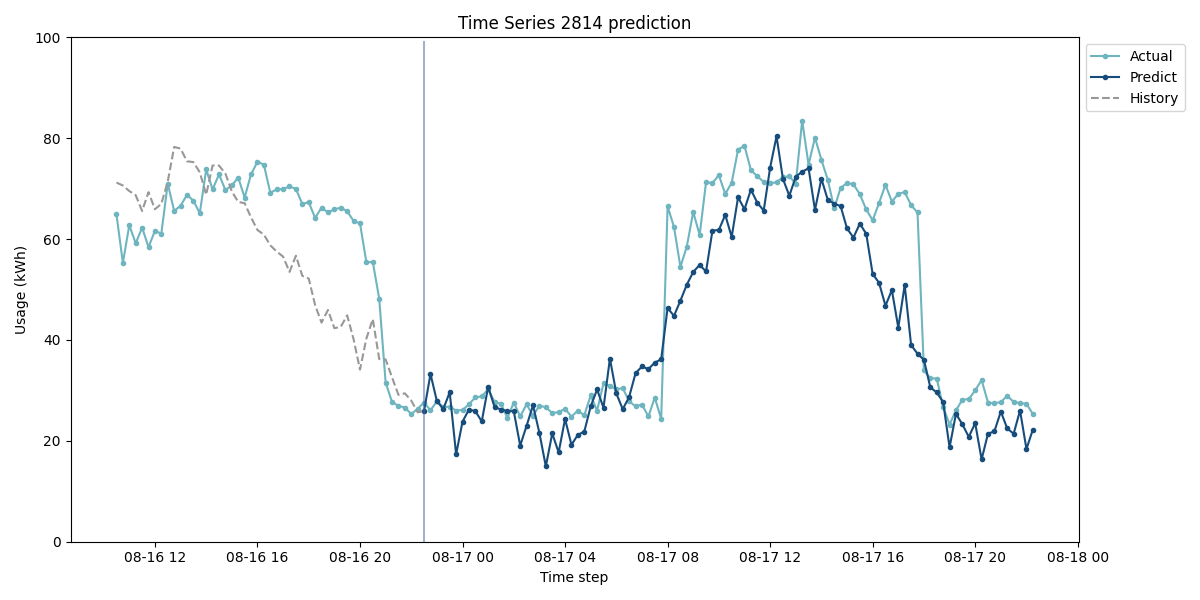 Time Series 2814 prediction
Usage (kWh)
100
80
60
40
20
0
08-16 12
08-16 16
08-16 20
08-17 00
08-17 04
08-17 08
08-17 12
08-17 16
08-17 20
08-18 00
Time step
Actual
Predict
History